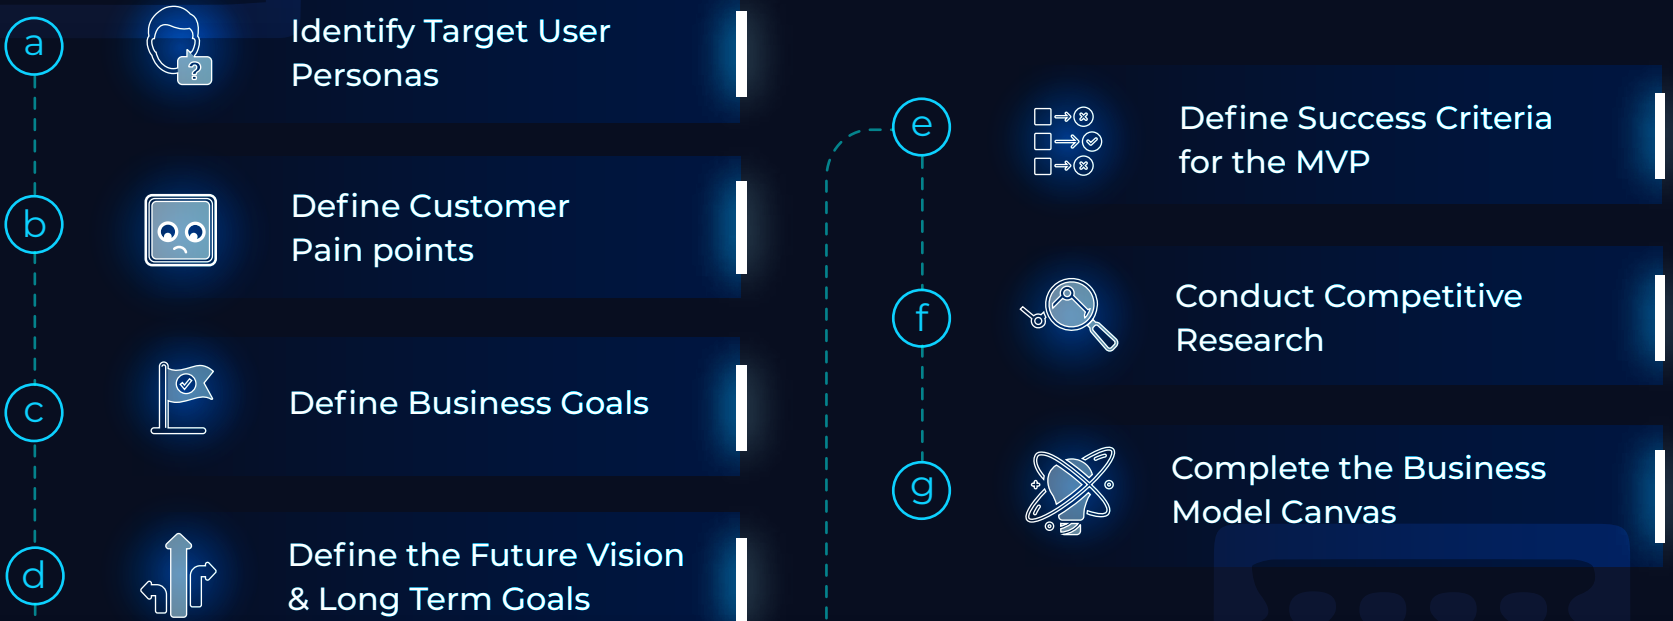 a
Identify Target User
Personas
?
b
Define Customer
Pain points
c
Define Business Goals
d
Define the Future Vision
& Long Term Goals
e
Define Success Criteria
for the MVP
f
Conduct Competitive
Research
g
Complete the Business
Model Canvas